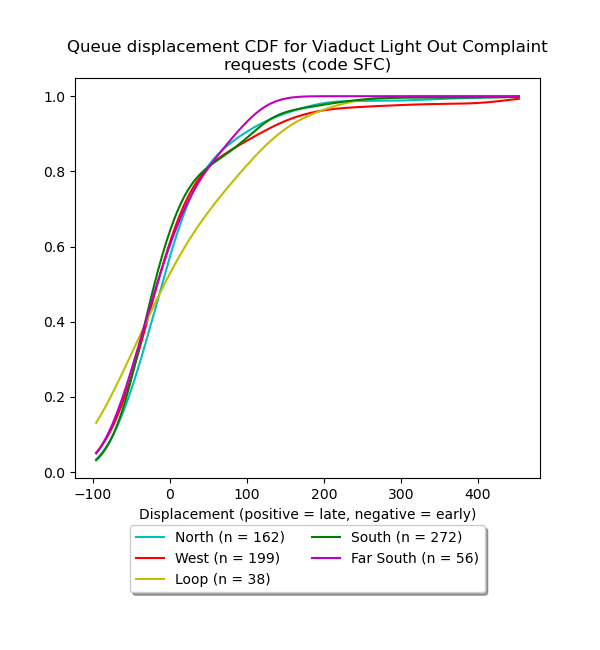 Queue displacement CDF for Viaduct Light Out Complaint
requests (code SFC)
1.0
0.8
0.6
0.4
0.2
0.0
−100 0 100 200 300 400
Displacement (positive = late, negative = early)
North (n = 162) South (n = 272)
West (n = 199) Far South (n = 56)
Loop (n = 38)